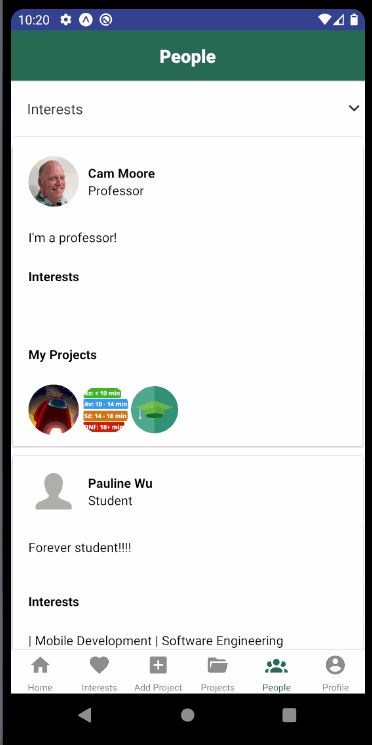 10:20
People
Interests
Cam Moore
Professor
I'm a professor!
Interests
My Projects
Rx: < 10 min
Av: 10 - 14 min
Sd: 14 - 18 min
DNF: 18+ min
Pauline Wu
Student
Forever student!!!!
Interests
| Mobile Development | Software Engineering
Home Interests Add Project Projects People Profile